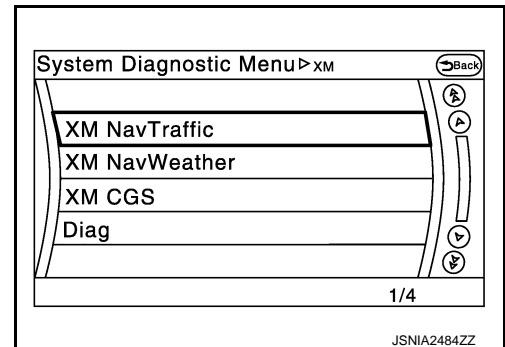 System Diagnostic Menu▷XM
Back
XM NavTraffic
XM NavWeather
XM CGS
Diag
1/4
JSNIA2484ZZ